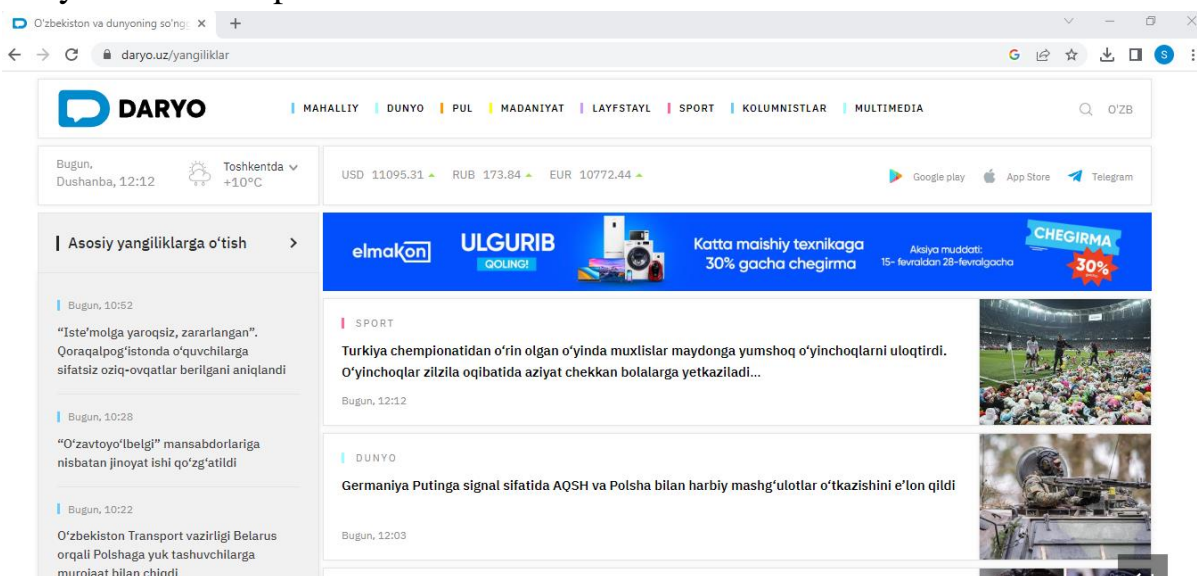 O'zbekiston va dunyoning so'ng
daryo.uz/yangiliklar
G
S
DARYO
MAHALLIY DUNYO PUL MADANIYAT LAYFSTAYL SPORT KOLUMNISTLAR MULTIMEDIA
O'ZB
Bugun,
Dushanba, 12:12
Toshkentda
+10°C
USD 11095.31 RUB 173.84 EUR 10772.44
Google play App Store Telegram
Asosiy yangiliklarga o‘tish
elmakon
ULGURIB
QOLING!
Katta maishiy texnikaga
30% gacha chegirma
Aksiya muddati:
15- fevraldan 28-fevralgacha
CHEGIRMA
30%
Bugun, 10:52
“Iste’molga yaroqsiz, zararlangan”.
Qoraqalpog‘istonda o‘quvchilarga
sifatsiz oziq-ovqatlar berilgani aniqlandi
Bugun, 10:28
“O‘zavtoyo‘lbelgi” mansabdorlariga
nisbatan jinoyat ishi qo‘zg‘atildi
Bugun, 10:22
O‘zbekiston Transport vazirligi Belarus
orqali Polshaga yuk tashuvchilarga
murojaat bilan chiqdi
SPORT
Turkiya chempionatidan o‘rin olgan o‘yinda muxlislar maydonga yumshoq o‘yinchoqlarni uloqtirdi.
O‘yinchoqlar zilzila oqibatida aziyat chekkan bolalarga yetkaziladi...
Bugun, 12:12
DUNYO
Germaniya Putinga signal sifatida AQSH va Polsha bilan harbiy mashg‘ulotlar o‘tkazishini e’lon qildi
Bugun, 12:03